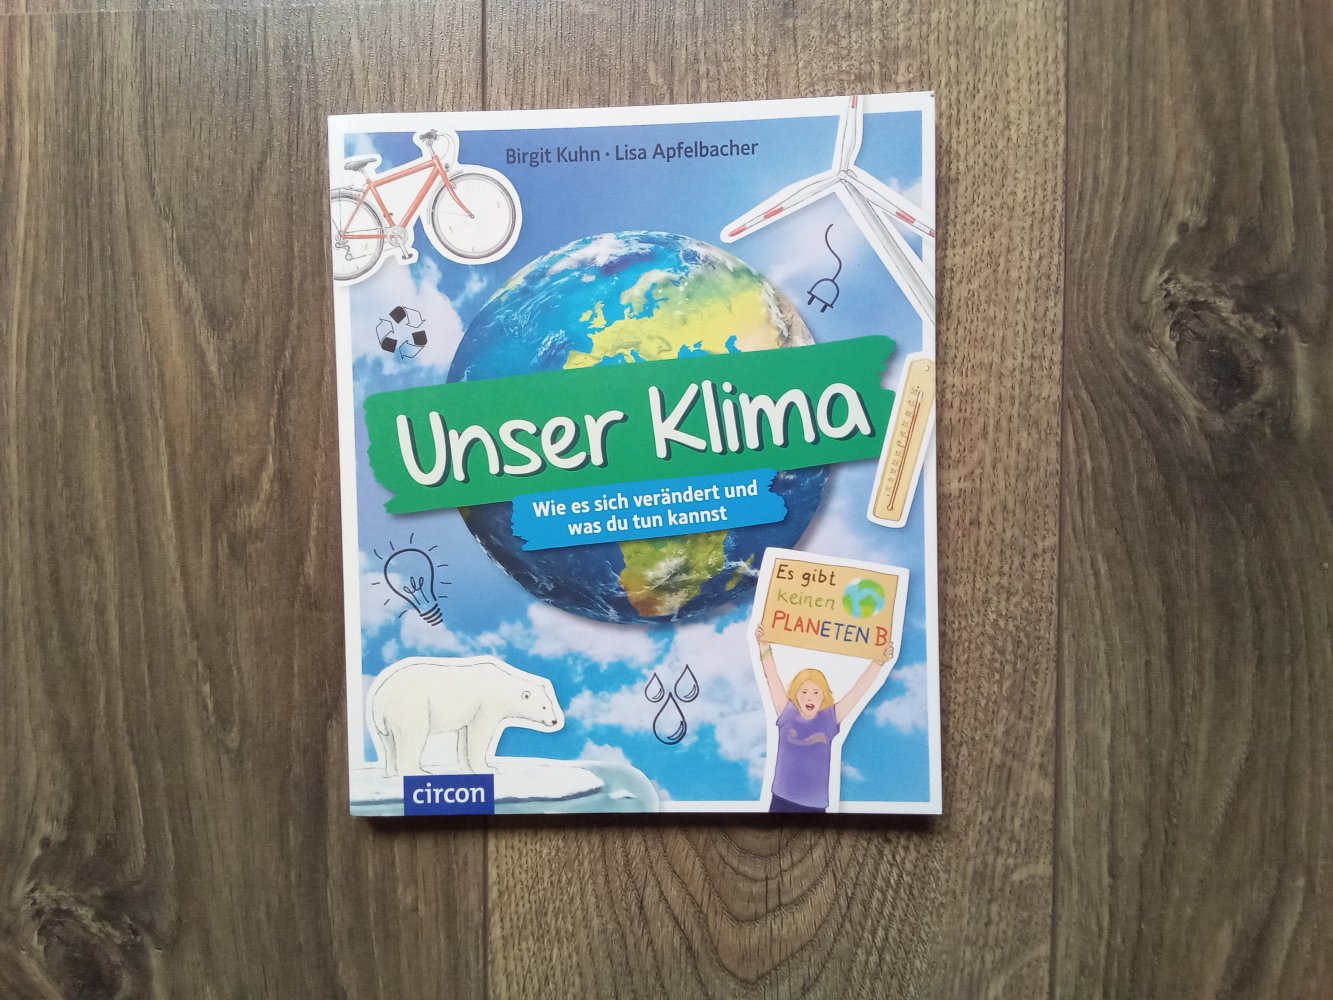 Birgit Kuhn · Lisa Apfelbacher
Unser Klima
Wie es sich verändert und
was du tun kannst
Es gibt
keinen
PLANETEN B
circon